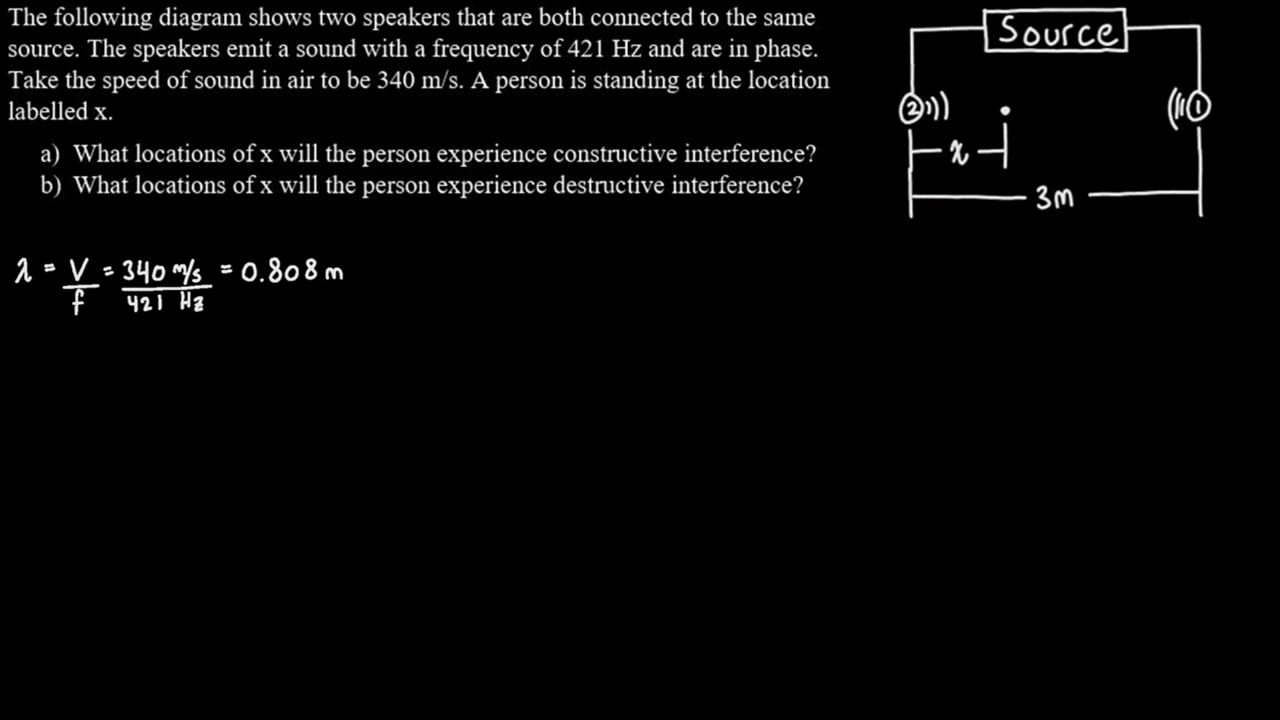 The following diagram shows two speakers that are both connected to the same
source. The speakers emit a sound with a frequency of 421 Hz and are in phase.
Take the speed of sound in air to be 340 m/s. A person is standing at the location
labelled x.
a) What locations of x will the person experience constructive interference?
b) What locations of x will the person experience destructive interference?
Source
2
1
x
3m
λ = V/f = 340 m/s / 421 Hz = 0.808 m